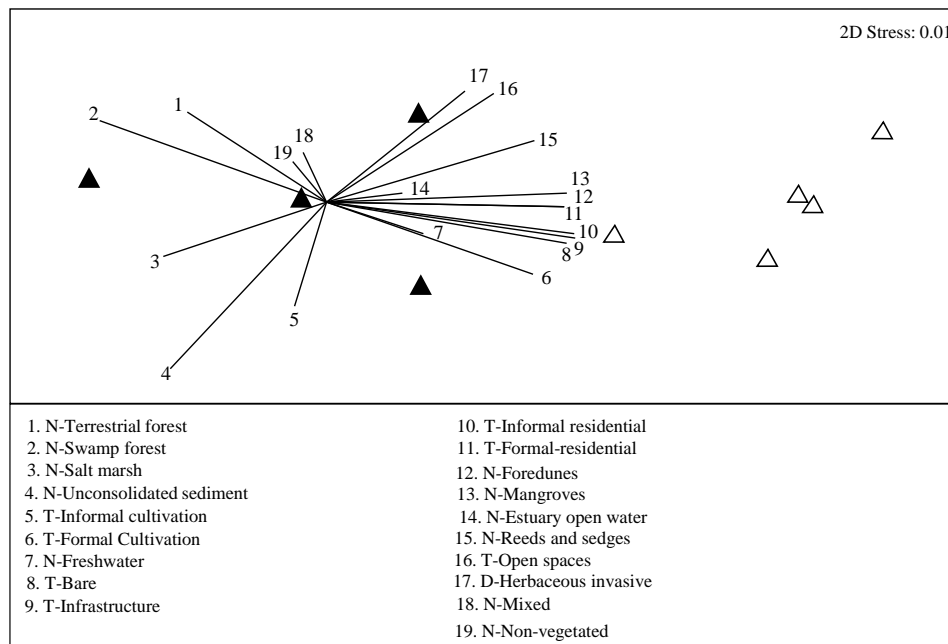 2D Stress: 0.01
17
16
1
2
18
15
19
13
14
12
11
7
10
9
8
3
6
5
4
1. N-Terrestrial forest
2. N-Swamp forest
3. N-Salt marsh
4. N-Unconsolidated sediment
5. T-Informal cultivation
6. T-Formal Cultivation
7. N-Freshwater
8. T-Bare
9. T-Infrastructure
10. T-Informal residential
11. T-Formal-residential
12. N-Foredunes
13. N-Mangroves
14. N-Estuary open water
15. N-Reeds and sedges
16. T-Open spaces
17. D-Herbaceous invasive
18. N-Mixed
19. N-Non-vegetated